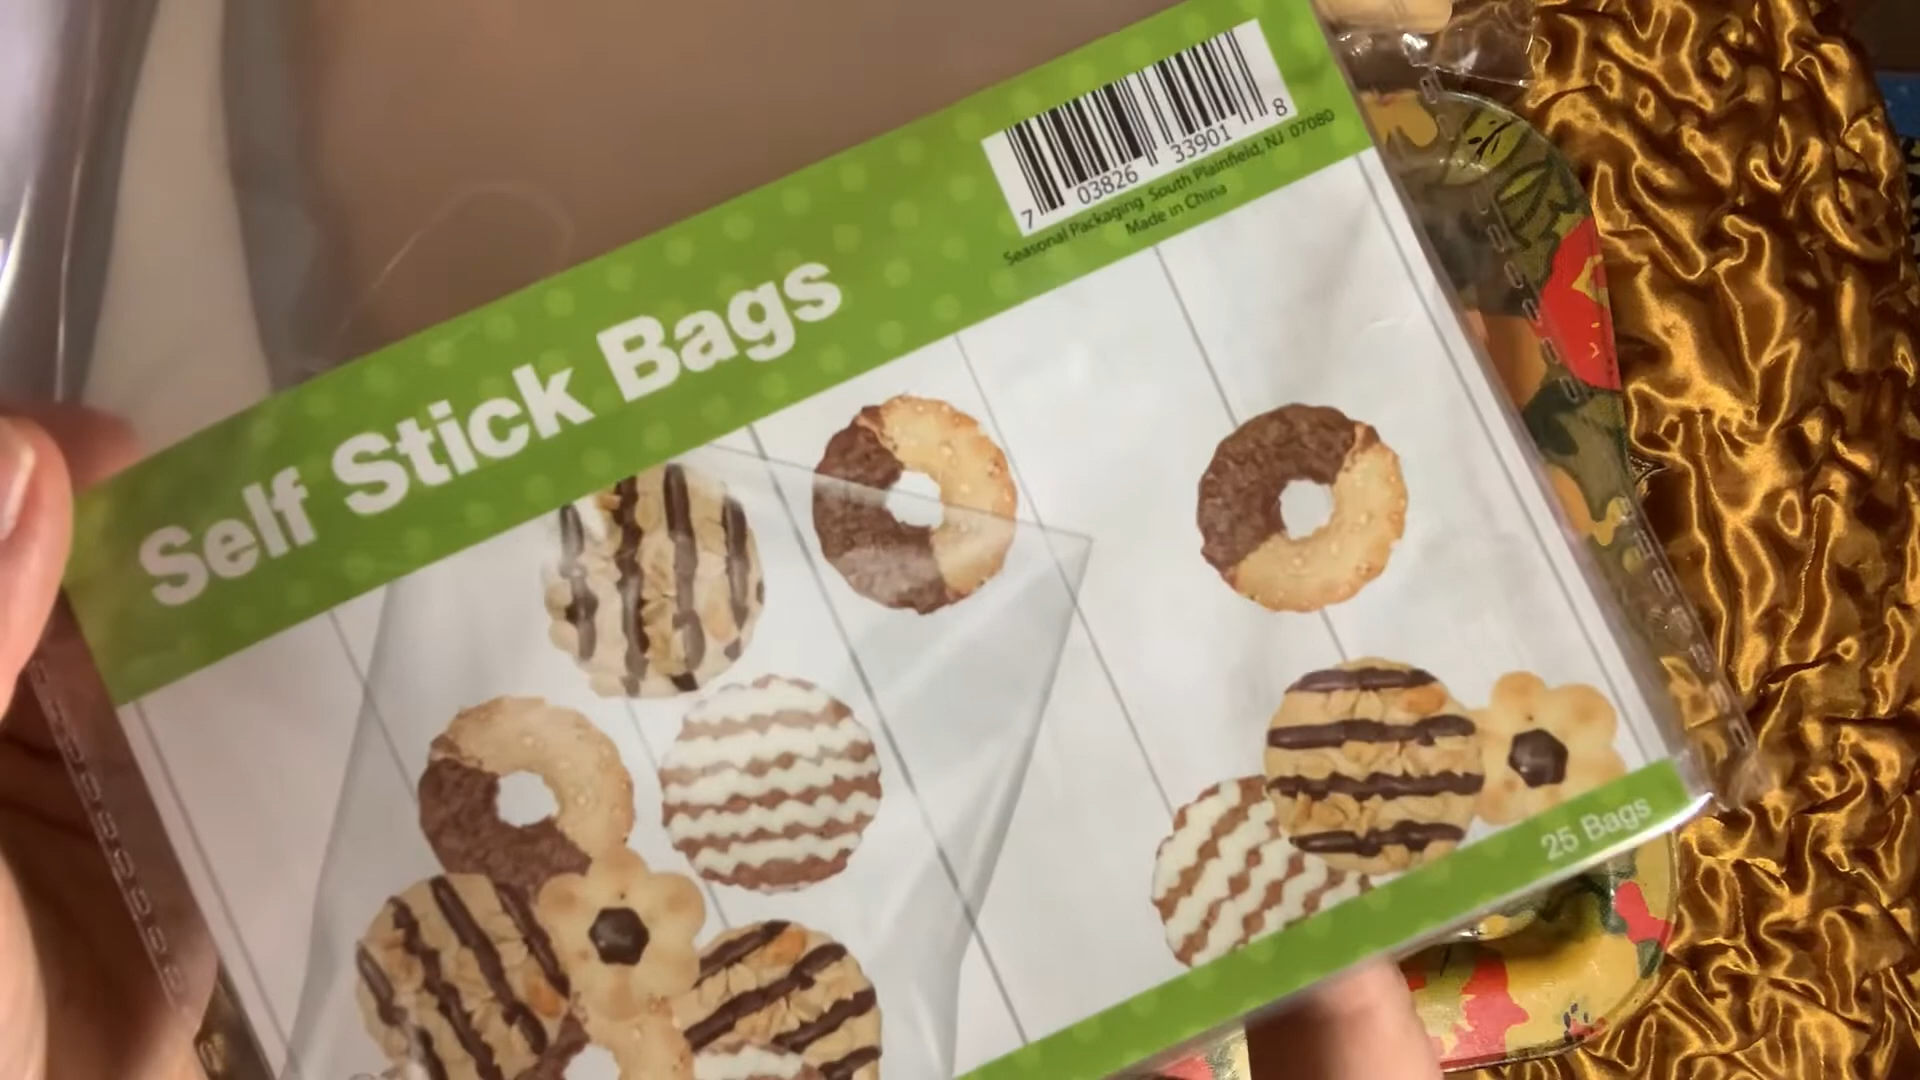 7 03826 33901 8
Seasonal Packaging South Plainfield, NJ 07080
Made in China
Self Stick Bags
25 Bags